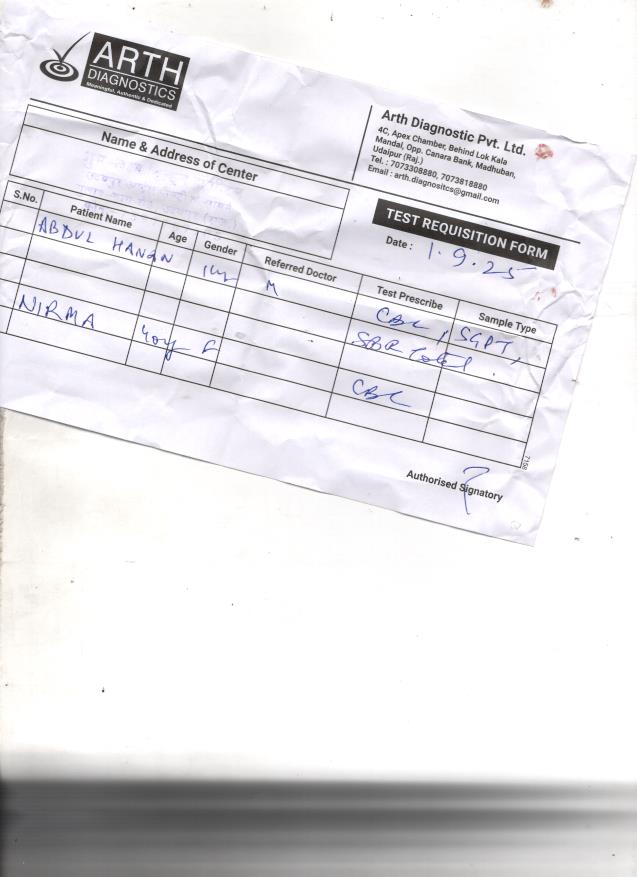 ARTH
DIAGNOSTICS
Meaningful, Authentic & Dedicated
Arth Diagnostic Pvt. Ltd.
4C, Apex Chamber, Behind Lok Kala
Mandal, Opp. Canara Bank, Madhuban,
Udaipur (Raj.)
Tel. : 7073308880, 7073818880
Email : arth.diagnositcs@gmail.com
Name & Address of Center
TEST REQUISITION FORM
Date : 1.9.25
S.No. Patient Name Age Gender Referred Doctor Test Prescribe Sample Type
ABDUL HANAN M CBC, SGPT,
SBR Total.
NIRMA 40y F
CBC
7158
Authorised Signatory